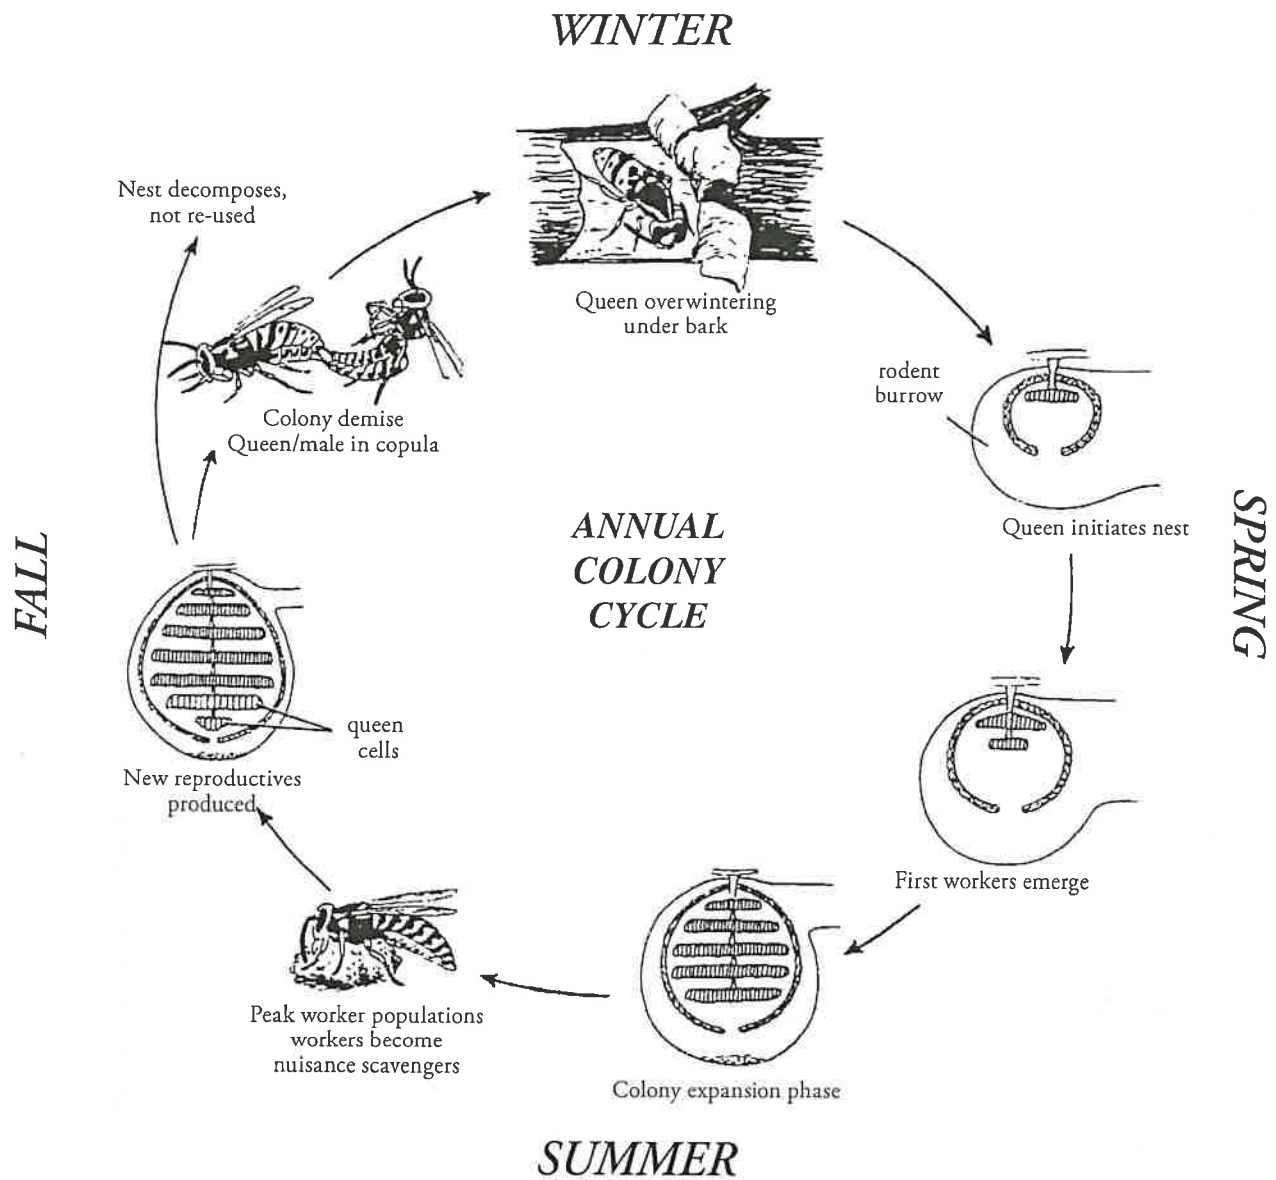 WINTER
Nest decomposes,
not re-used
Queen overwintering
under bark
rodent
burrow
Colony demise
Queen/male in copula
Queen initiates nest
SPRING
ANNUAL
COLONY
CYCLE
FALL
queen
cells
New reproductives
produced
First workers emerge
Peak worker populations
workers become
nuisance scavengers
Colony expansion phase
SUMMER